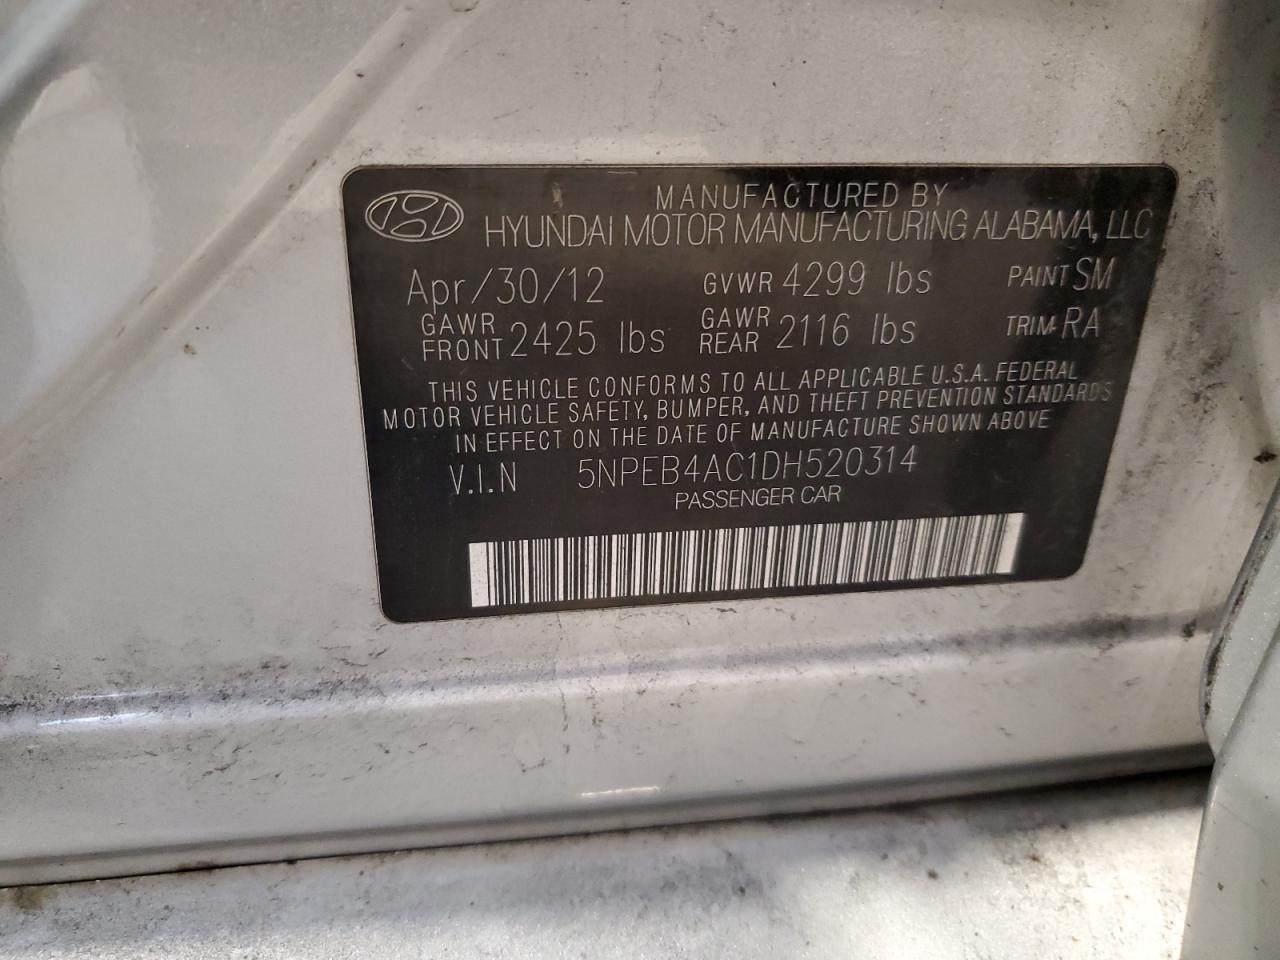 MANUFACTURED BY
HYUNDAI MOTOR MANUFACTURING ALABAMA, LLC
Apr/30/12 GVWR 4299 lbs PAINT SM
GAWR FRONT 2425 lbs GAWR REAR 2116 lbs TRIM RA
THIS VEHICLE CONFORMS TO ALL APPLICABLE U.S.A. FEDERAL
MOTOR VEHICLE SAFETY, BUMPER, AND THEFT PREVENTION STANDARDS
IN EFFECT ON THE DATE OF MANUFACTURE SHOWN ABOVE
V.I.N 5NPEB4AC1DH520314
PASSENGER CAR